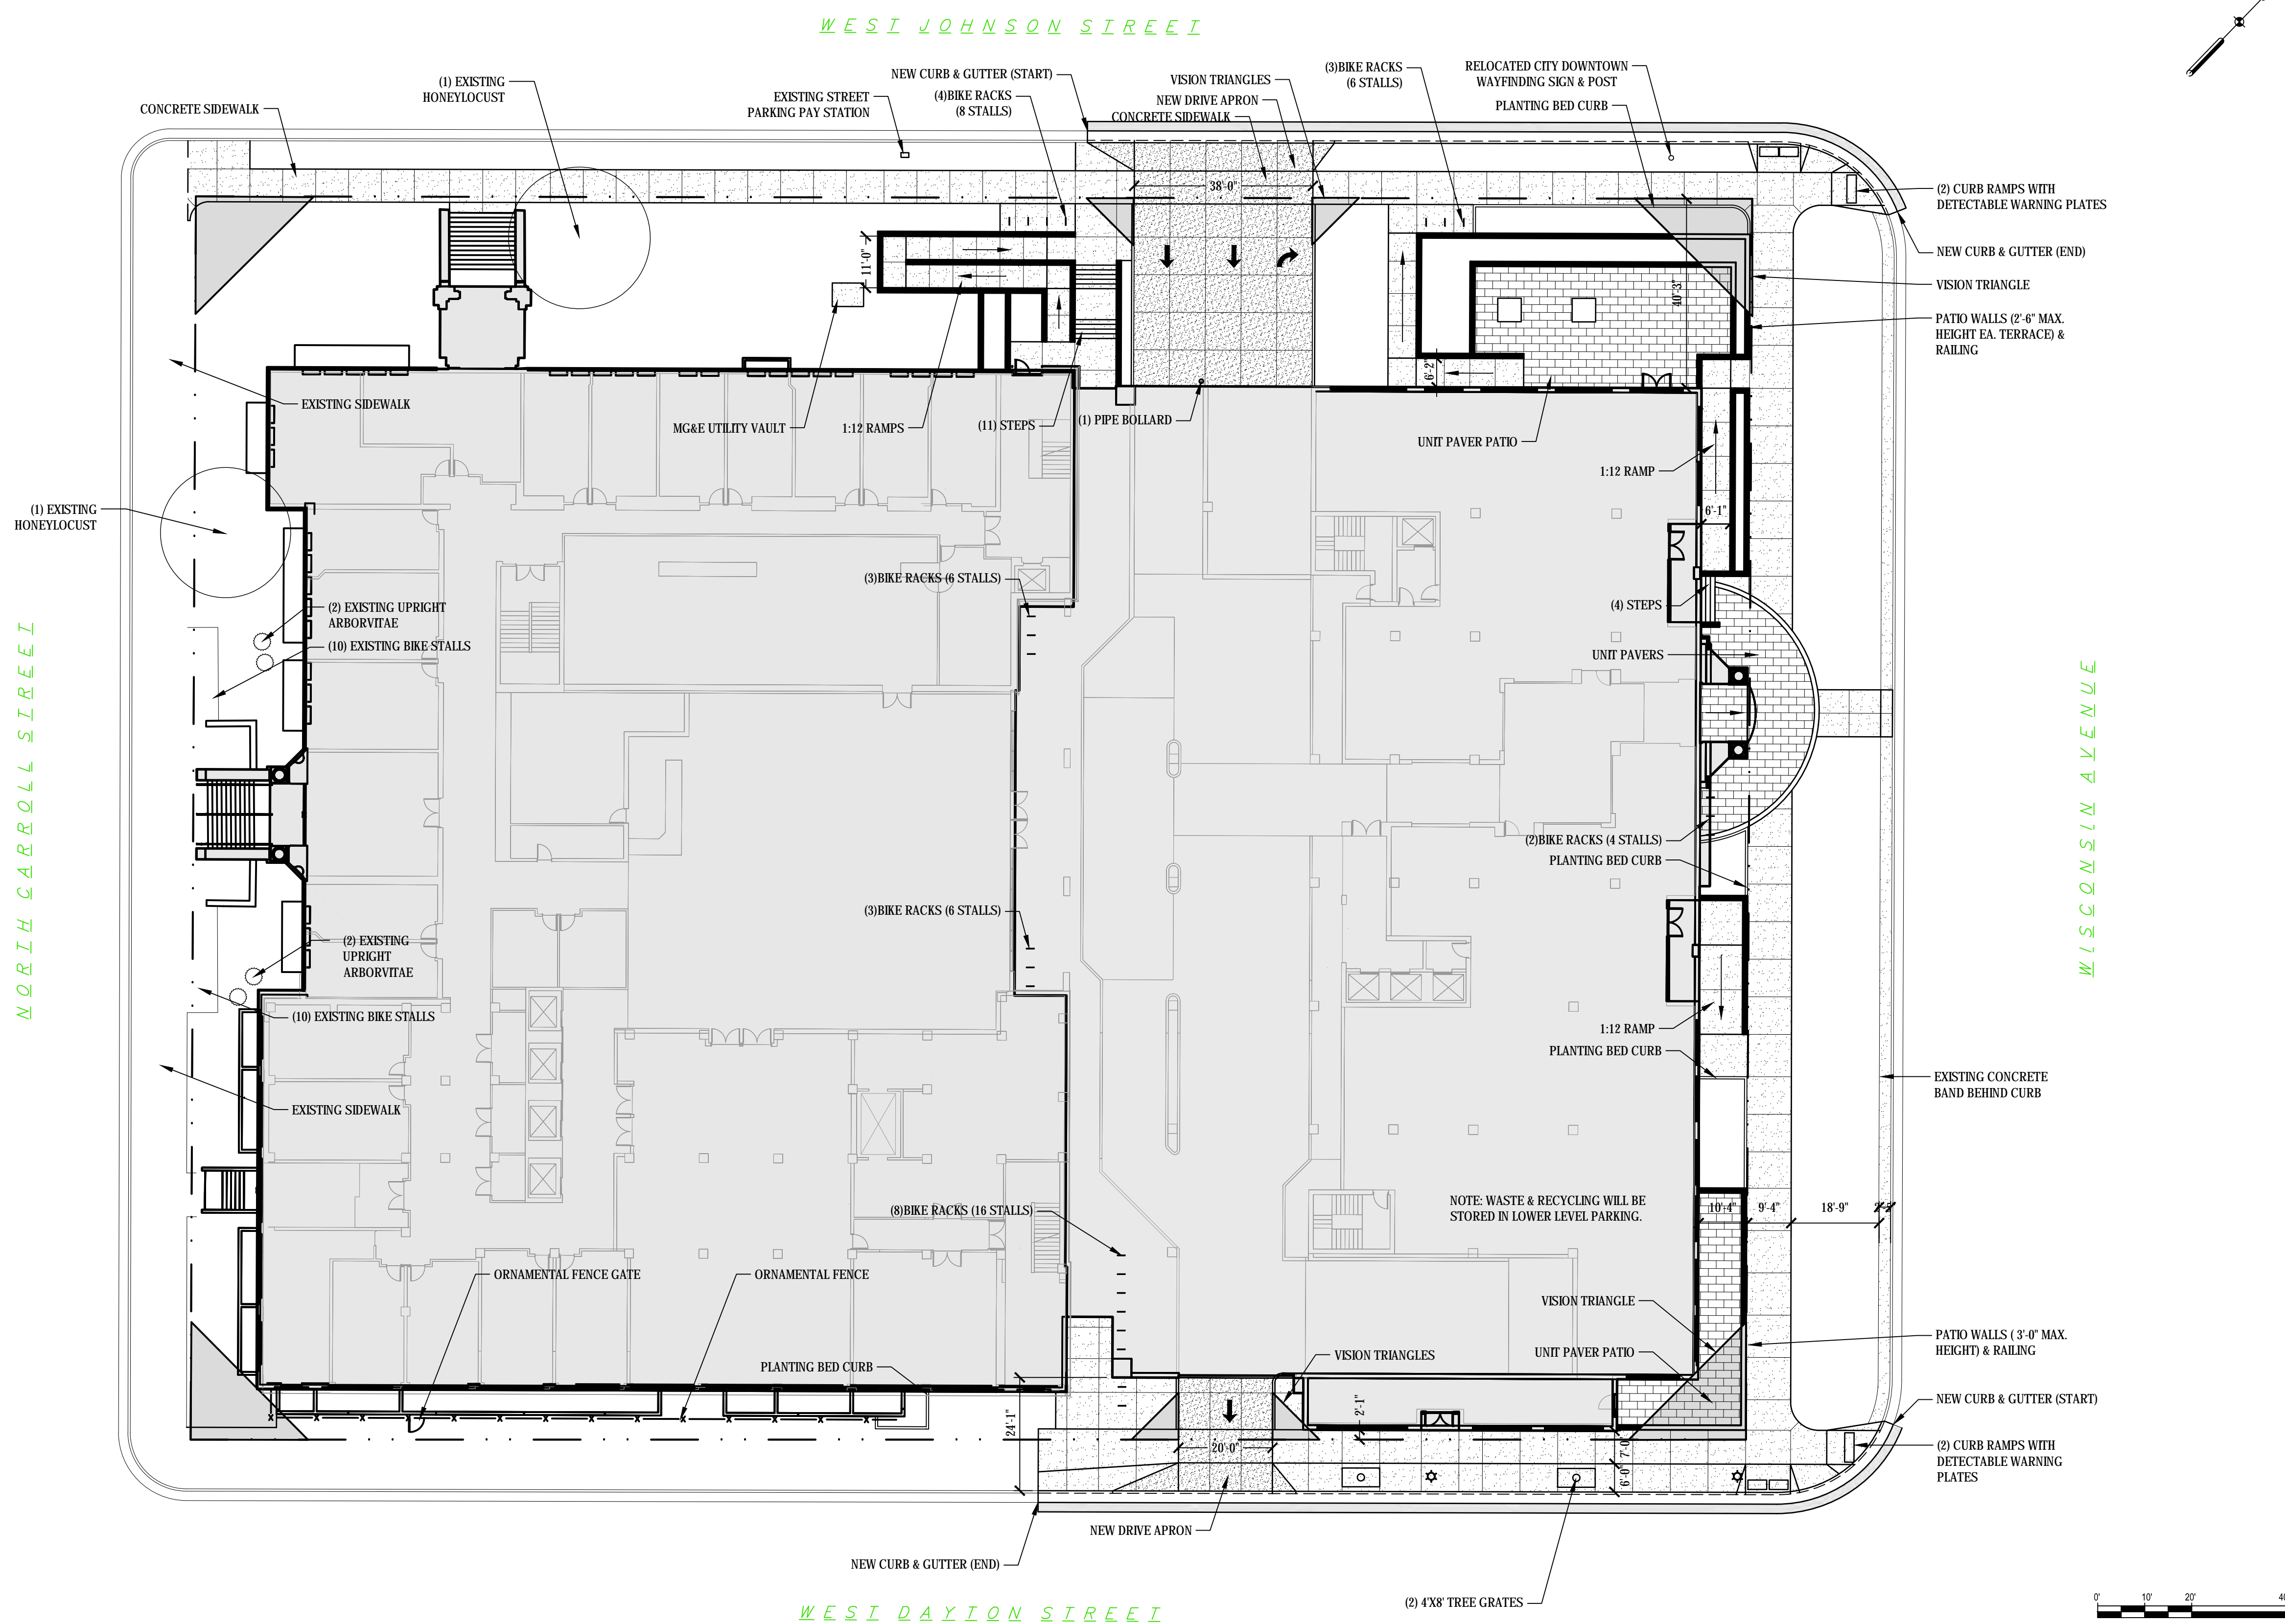 WEST JOHNSON STREET
(1) EXISTING
HONEYLOCUST
CONCRETE SIDEWALK
EXISTING STREET
PARKING PAY STATION
NEW CURB & GUTTER (START)
(4)BIKE RACKS
(8 STALLS)
VISION TRIANGLES
NEW DRIVE APRON
CONCRETE SIDEWALK
(3)BIKE RACKS
(6 STALLS)
RELOCATED CITY DOWNTOWN
WAYFINDING SIGN & POST
PLANTING BED CURB
38'-0"
(2) CURB RAMPS WITH
DETECTABLE WARNING PLATES
NEW CURB & GUTTER (END)
VISION TRIANGLE
PATIO WALLS (2'-6" MAX.
HEIGHT EA. TERRACE) &
RAILING
11'-0"
40'-3"
6'-2"
EXISTING SIDEWALK
MG&E UTILITY VAULT
1:12 RAMPS
(11) STEPS
(1) PIPE BOLLARD
UNIT PAVER PATIO
1:12 RAMP
6'-1"
(1) EXISTING
HONEYLOCUST
(3)BIKE RACKS (6 STALLS)
(2) EXISTING UPRIGHT
ARBORVITAE
(10) EXISTING BIKE STALLS
(4) STEPS
UNIT PAVERS
NORTH CARROLL STREET
WISCONSIN AVENUE
(2)BIKE RACKS (4 STALLS)
PLANTING BED CURB
(3)BIKE RACKS (6 STALLS)
(2) EXISTING
UPRIGHT
ARBORVITAE
(10) EXISTING BIKE STALLS
1:12 RAMP
PLANTING BED CURB
EXISTING CONCRETE
BAND BEHIND CURB
EXISTING SIDEWALK
(8)BIKE RACKS (16 STALLS)
NOTE: WASTE & RECYCLING WILL BE
STORED IN LOWER LEVEL PARKING.
10'-4"
9'-4"
18'-9"
ORNAMENTAL FENCE GATE
ORNAMENTAL FENCE
VISION TRIANGLE
PLANTING BED CURB
VISION TRIANGLES
UNIT PAVER PATIO
PATIO WALLS ( 3'-0" MAX.
HEIGHT) & RAILING
24'-1"
2'-1"
20'-0"
7'-0"
6'-0"
NEW CURB & GUTTER (START)
(2) CURB RAMPS WITH
DETECTABLE WARNING
PLATES
NEW DRIVE APRON
NEW CURB & GUTTER (END)
(2) 4'X8' TREE GRATES
WEST DAYTON STREET
0'
10'
20'